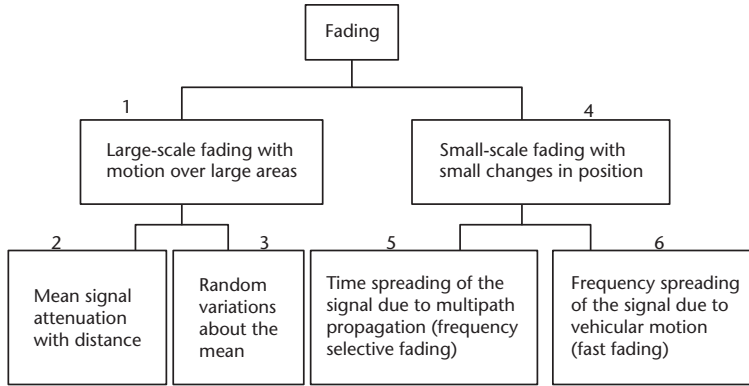 Fading
1
4
Large-scale fading with
motion over large areas
Small-scale fading with
small changes in position
2
3
5
6
Mean signal
attenuation
with distance
Random
variations
about the
mean
Time spreading of the
signal due to multipath
propagation (frequency
selective fading)
Frequency spreading
of the signal due to
vehicular motion
(fast fading)